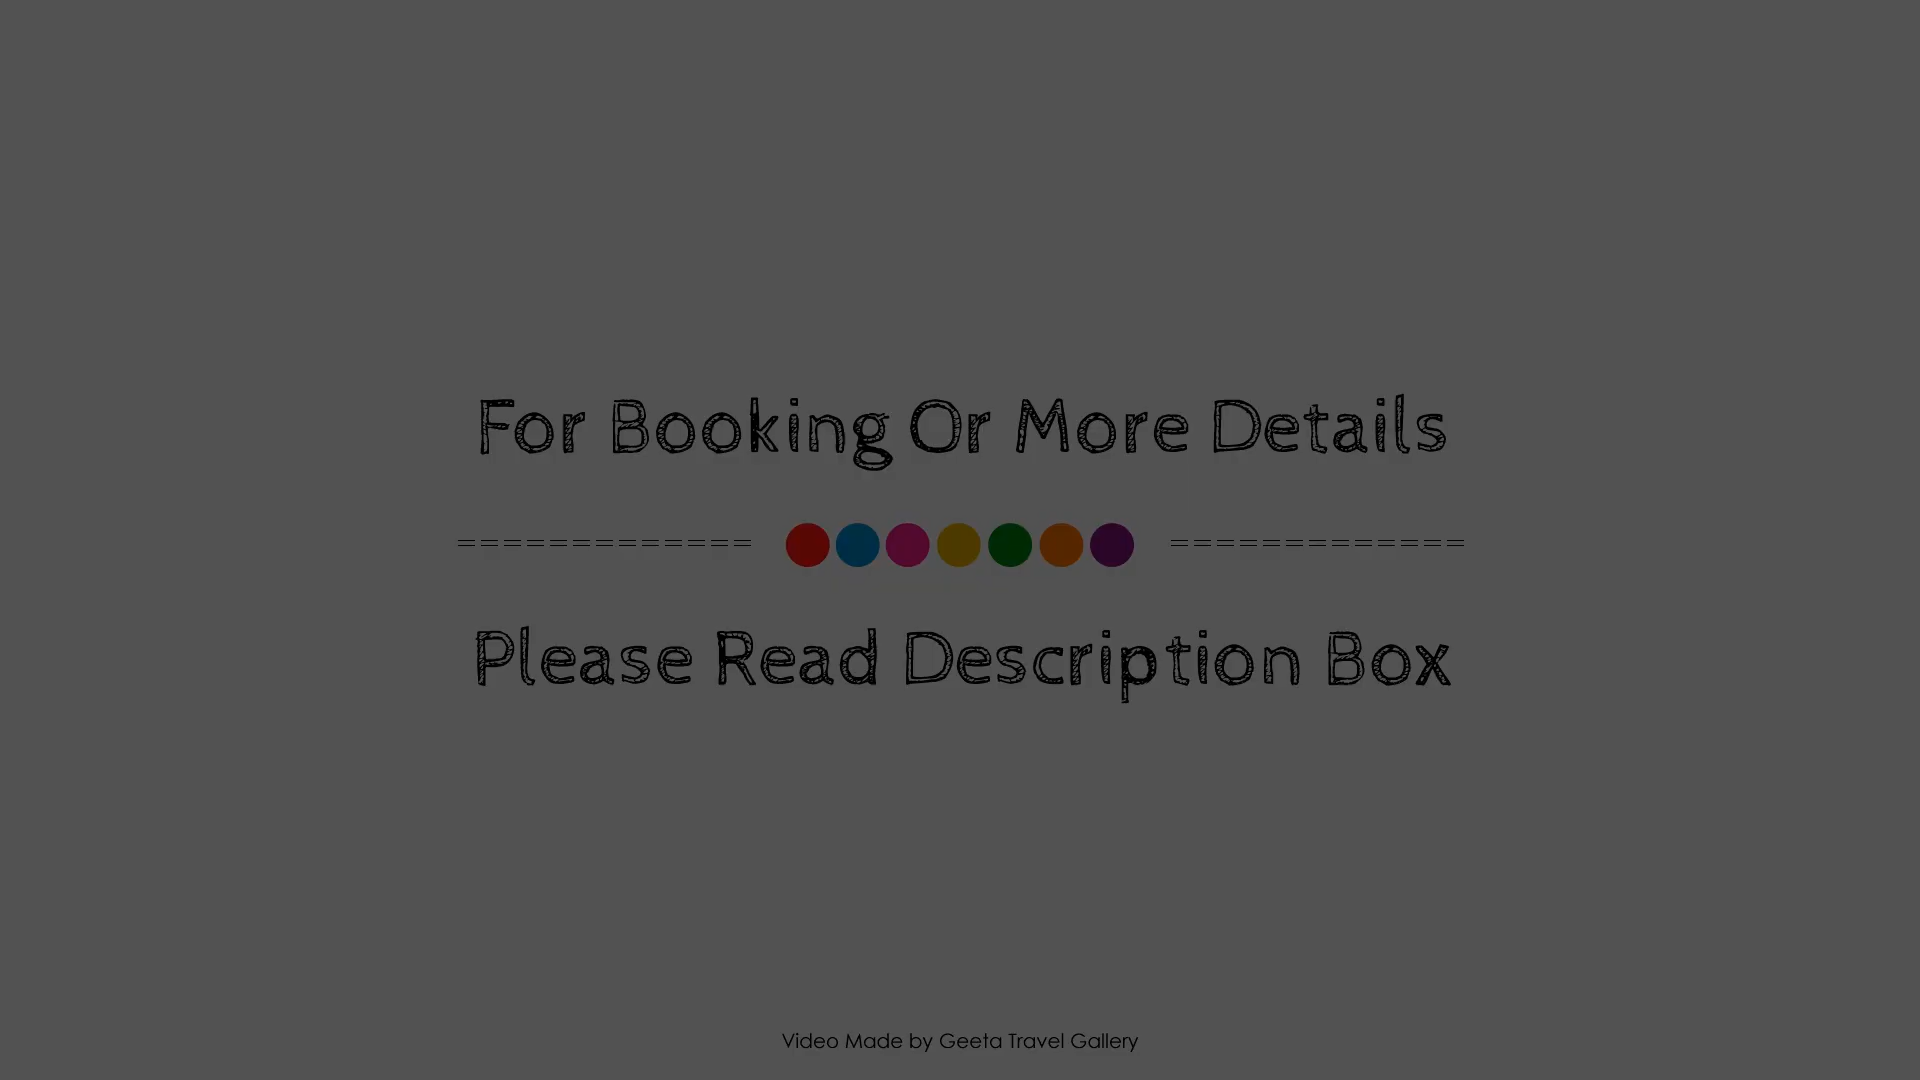 For Booking Or More Details
============= =============
Please Read Description Box
Video Made by Geeta Travel Gallery